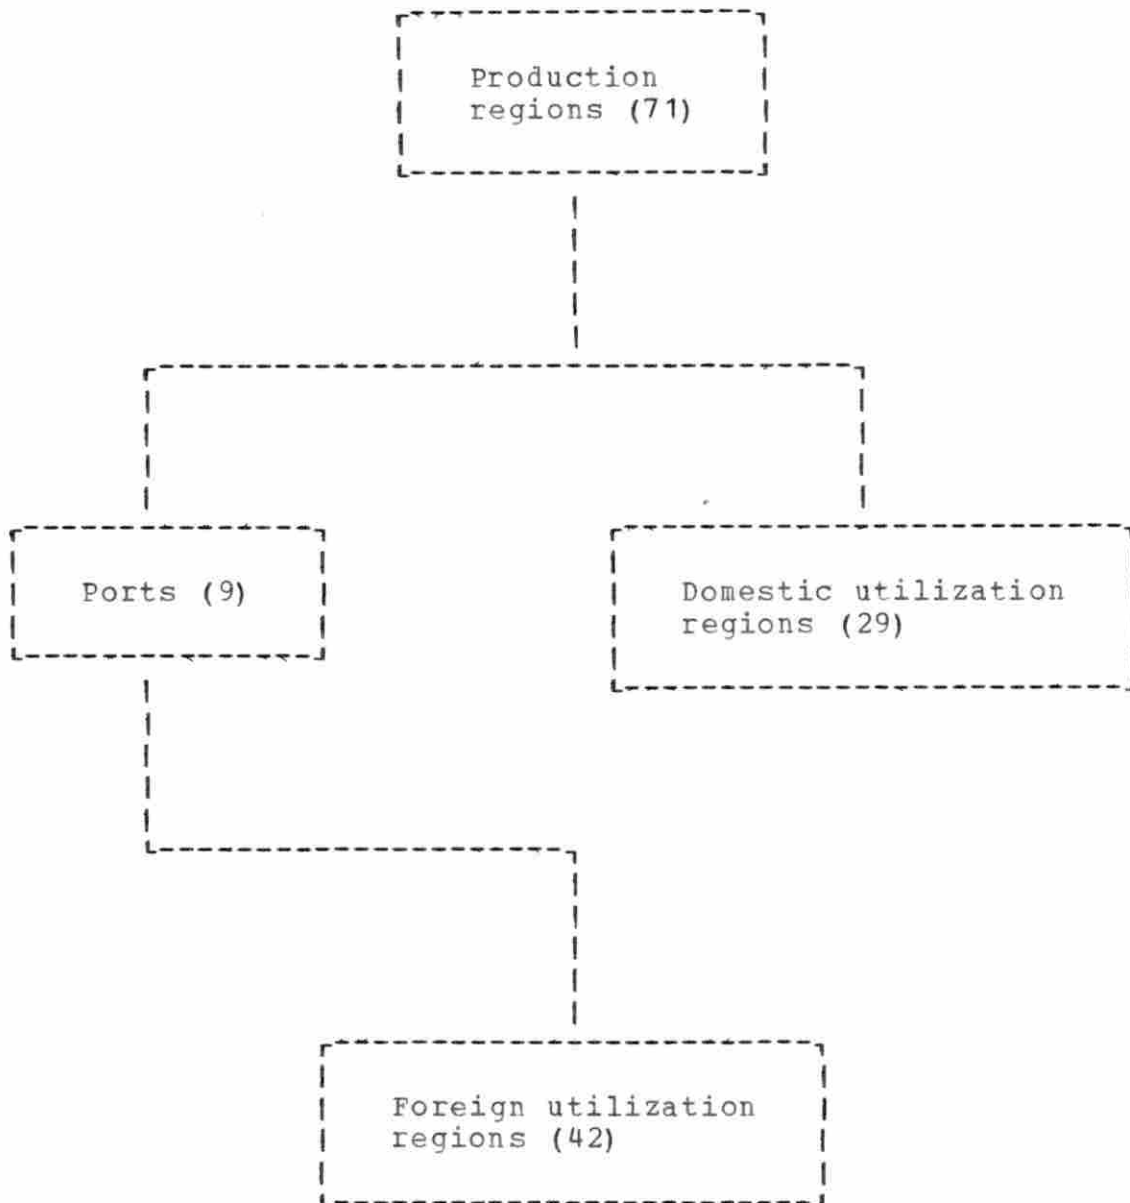 Production
regions (71)
Ports (9)
Domestic utilization
regions (29)
Foreign utilization
regions (42)